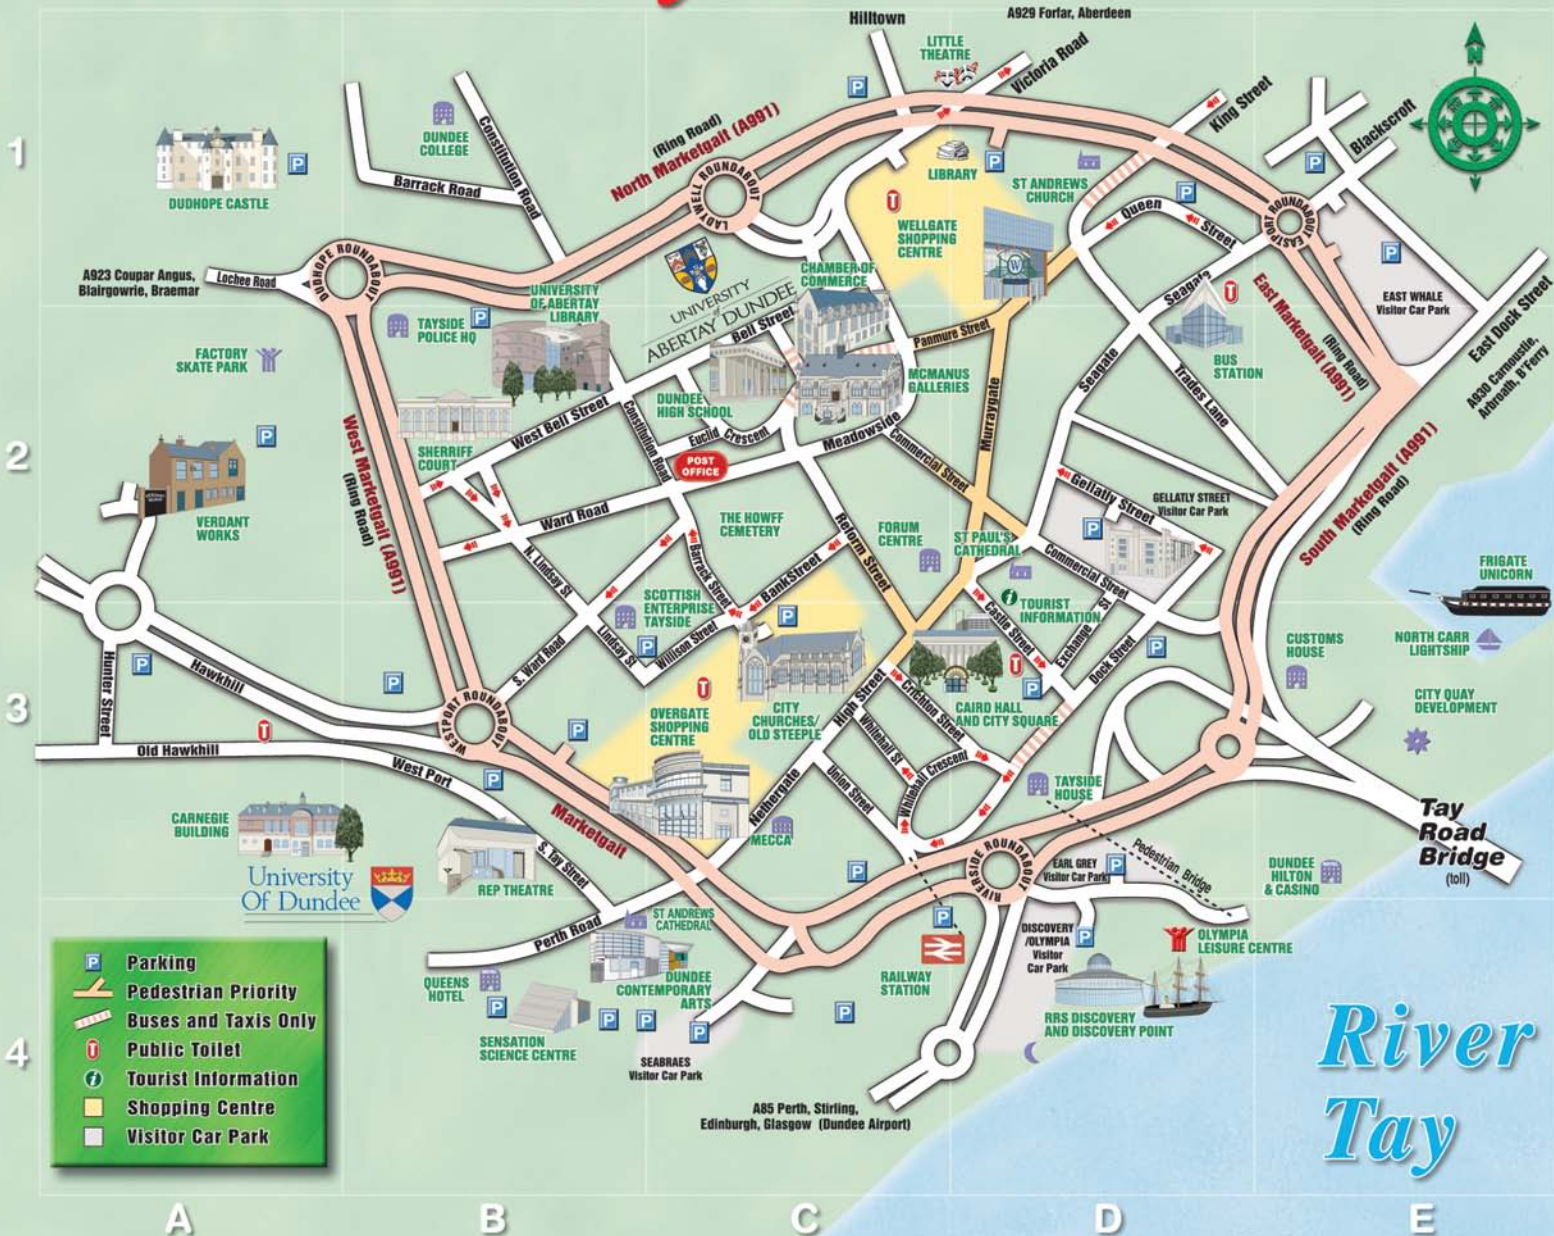 Hilltown
A929 Forfar, Aberdeen
LITTLE
THEATRE
Victoria Road
King Street
Blackscroft
N
1
DUNDEE
COLLEGE
Constitution Road
(Ring Road)
North Marketgait (A991)
P
DUDHOPE CASTLE
Barrack Road
LADYWELL ROUNDABOUT
LIBRARY
ST ANDREWS
CHURCH
WELLGATE
SHOPPING
CENTRE
W
Queen
Street
EASTPORT ROUNDABOUT
A923 Coupar Angus,
Blairgowrie, Braemar
Lochee Road
DUDHOPE ROUNDABOUT
UNIVERSITY
OF ABERTAY
LIBRARY
UNIVERSITY
of
ABERTAY DUNDEE
CHAMBER OF
COMMERCE
Seagate
East Marketgait (A991)
(Ring Road)
EAST WHALE
Visitor Car Park
East Dock Street
A930 Carnoustie,
Arbroath, B'Ferry
TAYSIDE
POLICE HQ
Bell Street
Panmure Street
BUS
STATION
FACTORY
SKATE PARK
2
DUNDEE
HIGH SCHOOL
MCMANUS
GALLERIES
Murraygate
Seagate
Trades Lane
West Marketgait (A991)
(Ring Road)
SHERRIFF
COURT
West Bell Street
Constitution Road
Euclid Crescent
Meadowside
POST
OFFICE
Commercial Street
South Marketgait (A991)
(Ring Road)
VERDANT
WORKS
Ward Road
THE HOWFF
CEMETERY
Reform Street
FORUM
CENTRE
ST PAUL'S
CATHEDRAL
Gellatly Street
GELLATLY STREET
Visitor Car Park
Commercial Street
N. Lindsay St
Barrack Street
BankStreet
FRIGATE
UNICORN
SCOTTISH
ENTERPRISE
TAYSIDE
i
TOURIST
INFORMATION
Castle Street
Exchange St
Dock Street
CUSTOMS
HOUSE
NORTH CARR
LIGHTSHIP
3
Hunter Street
Hawkhill
S. Ward Road
Lindsay St
Willison Street
WESTPORT ROUNDABOUT
OVERGATE
SHOPPING
CENTRE
CITY
CHURCHES/
OLD STEEPLE
High Street
Crichton Street
CAIRD HALL
AND CITY SQUARE
CITY QUAY
DEVELOPMENT
Old Hawkhill
West Port
Whitehall St
Whitehall Crescent
Union Street
Nethergate
TAYSIDE
HOUSE
CARNEGIE
BUILDING
Marketgait
MECCA
Tay
Road
Bridge
(toll)
S. Tay Street
REP THEATRE
University
Of Dundee
RIVERSIDE ROUNDABOUT
EARL GREY
Visitor Car Park
Pedestrian Bridge
DUNDEE
HILTON
& CASINO
Perth Road
ST ANDREWS
CATHEDRAL
QUEENS
HOTEL
DUNDEE
CONTEMPORARY
ARTS
SENSATION
SCIENCE CENTRE
SEABRAES
Visitor Car Park
RAILWAY
STATION
DISCOVERY
/OLYMPIA
Visitor
Car Park
OLYMPIA
LEISURE CENTRE
RRS DISCOVERY
AND DISCOVERY POINT
4
A85 Perth, Stirling,
Edinburgh, Glasgow (Dundee Airport)
River
Tay
P Parking
Pedestrian Priority
Buses and Taxis Only
T Public Toilet
i Tourist Information
Shopping Centre
Visitor Car Park
A B C D E